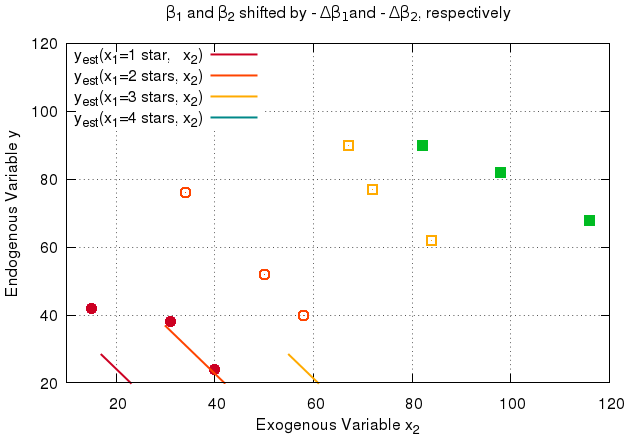 β1 and β2 shifted by - Δβ1and - Δβ2, respectively
120
100
80
60
40
20
Endogenous Variable y
yest(x1=1 star, x2)
yest(x1=2 stars, x2)
yest(x1=3 stars, x2)
yest(x1=4 stars, x2)
20 40 60 80 100 120
Exogenous Variable x2